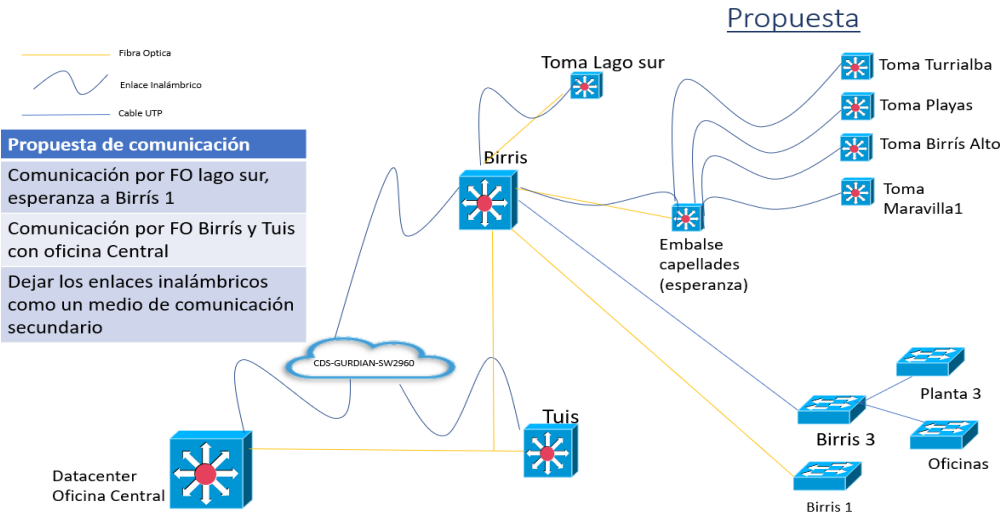 Propuesta
Fibra Optica
Enlace Inalámbrico
Cable UTP
Propuesta de comunicación
Comunicación por FO lago sur,
esperanza a Birrís 1
Comunicación por FO Birrís y Tuis
con oficina Central
Dejar los enlaces inalámbricos
como un medio de comunicación
secundario
Toma Lago sur
Birris
Toma Turrialba
Toma Playas
Toma Birrís Alto
Toma
Maravilla1
Embalse
capellades
(esperanza)
CDS-GURDIAN-SW2960
Datacenter
Oficina Central
Tuis
Planta 3
Birris 3
Oficinas
Birris 1